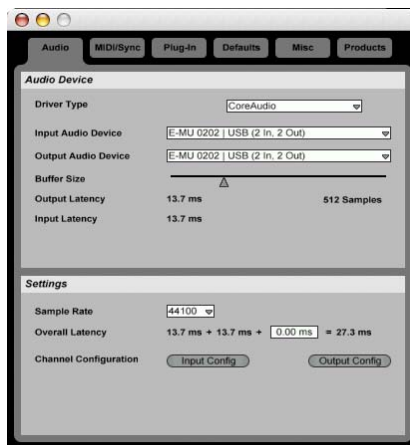 Audio MIDI/Sync Plug-In Defaults Misc Products
Audio Device
Driver Type CoreAudio
Input Audio Device E-MU 0202 | USB (2 In, 2 Out)
Output Audio Device E-MU 0202 | USB (2 In, 2 Out)
Buffer Size
Output Latency 13.7 ms 512 Samples
Input Latency 13.7 ms
Settings
Sample Rate 44100
Overall Latency 13.7 ms + 13.7 ms + 0.00 ms = 27.3 ms
Channel Configuration Input Config Output Config